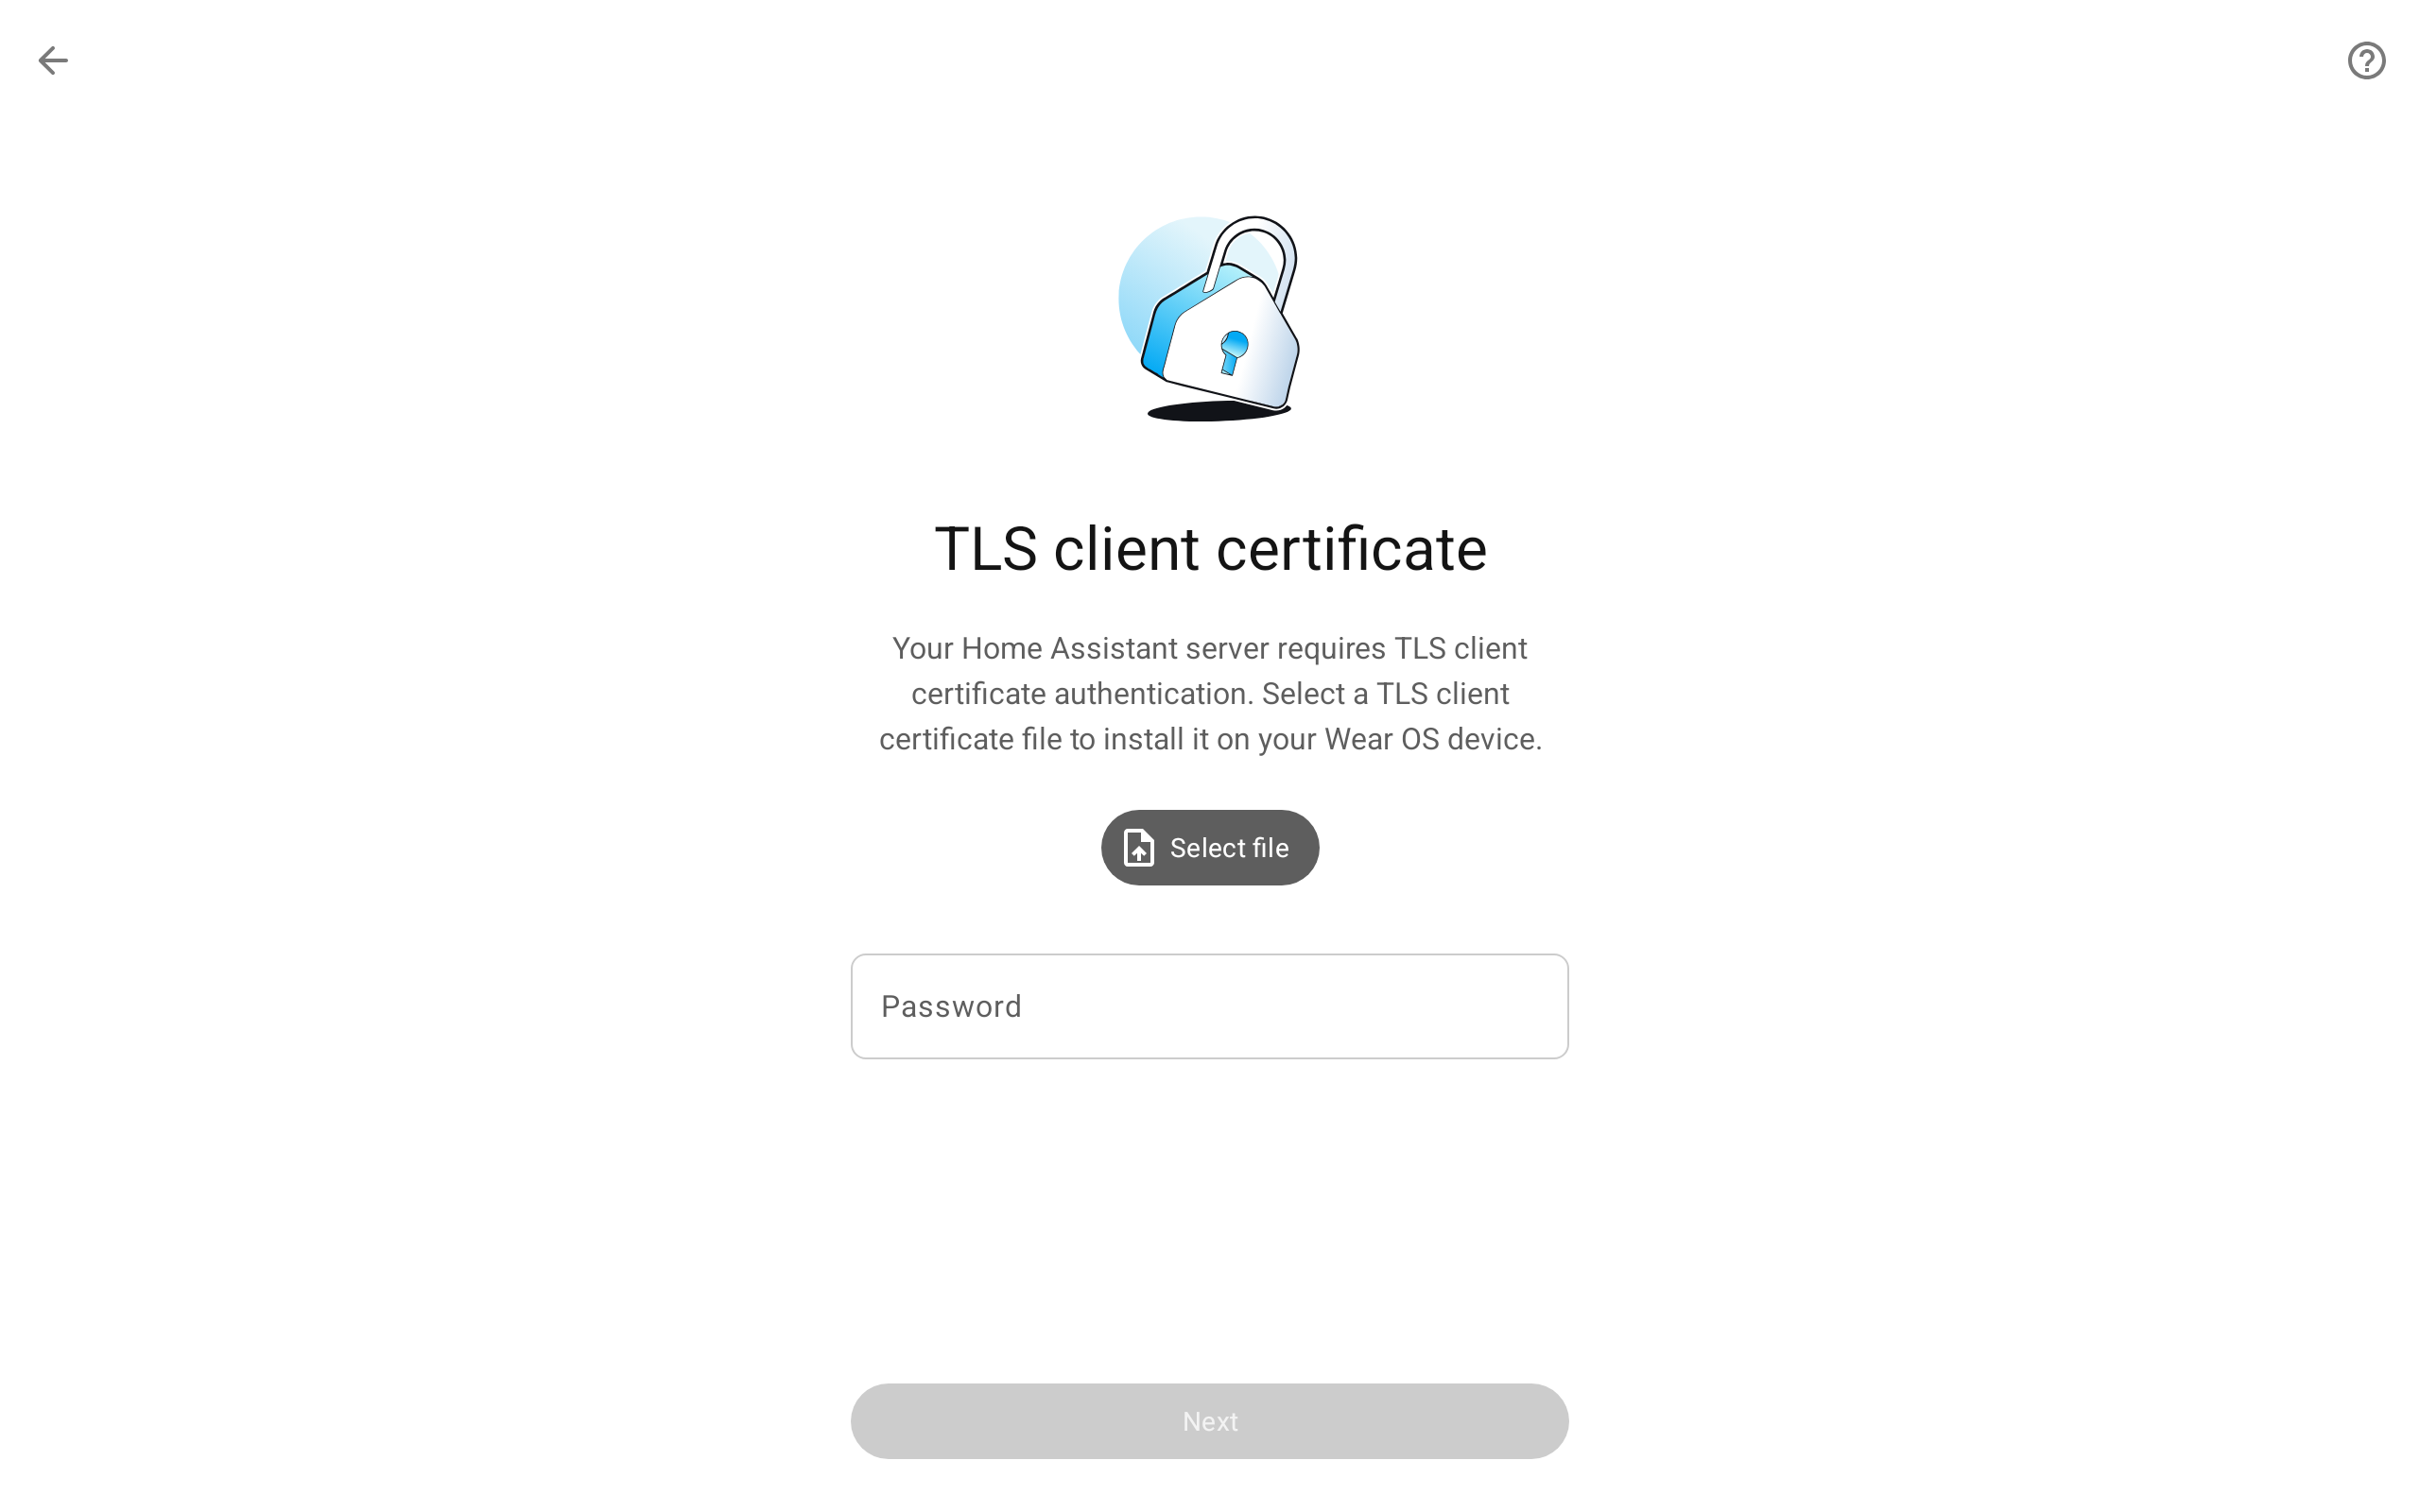 TLS client certificate
Your Home Assistant server requires TLS client
certificate authentication. Select a TLS client
certificate file to install it on your Wear OS device.
Select file
Password
Next